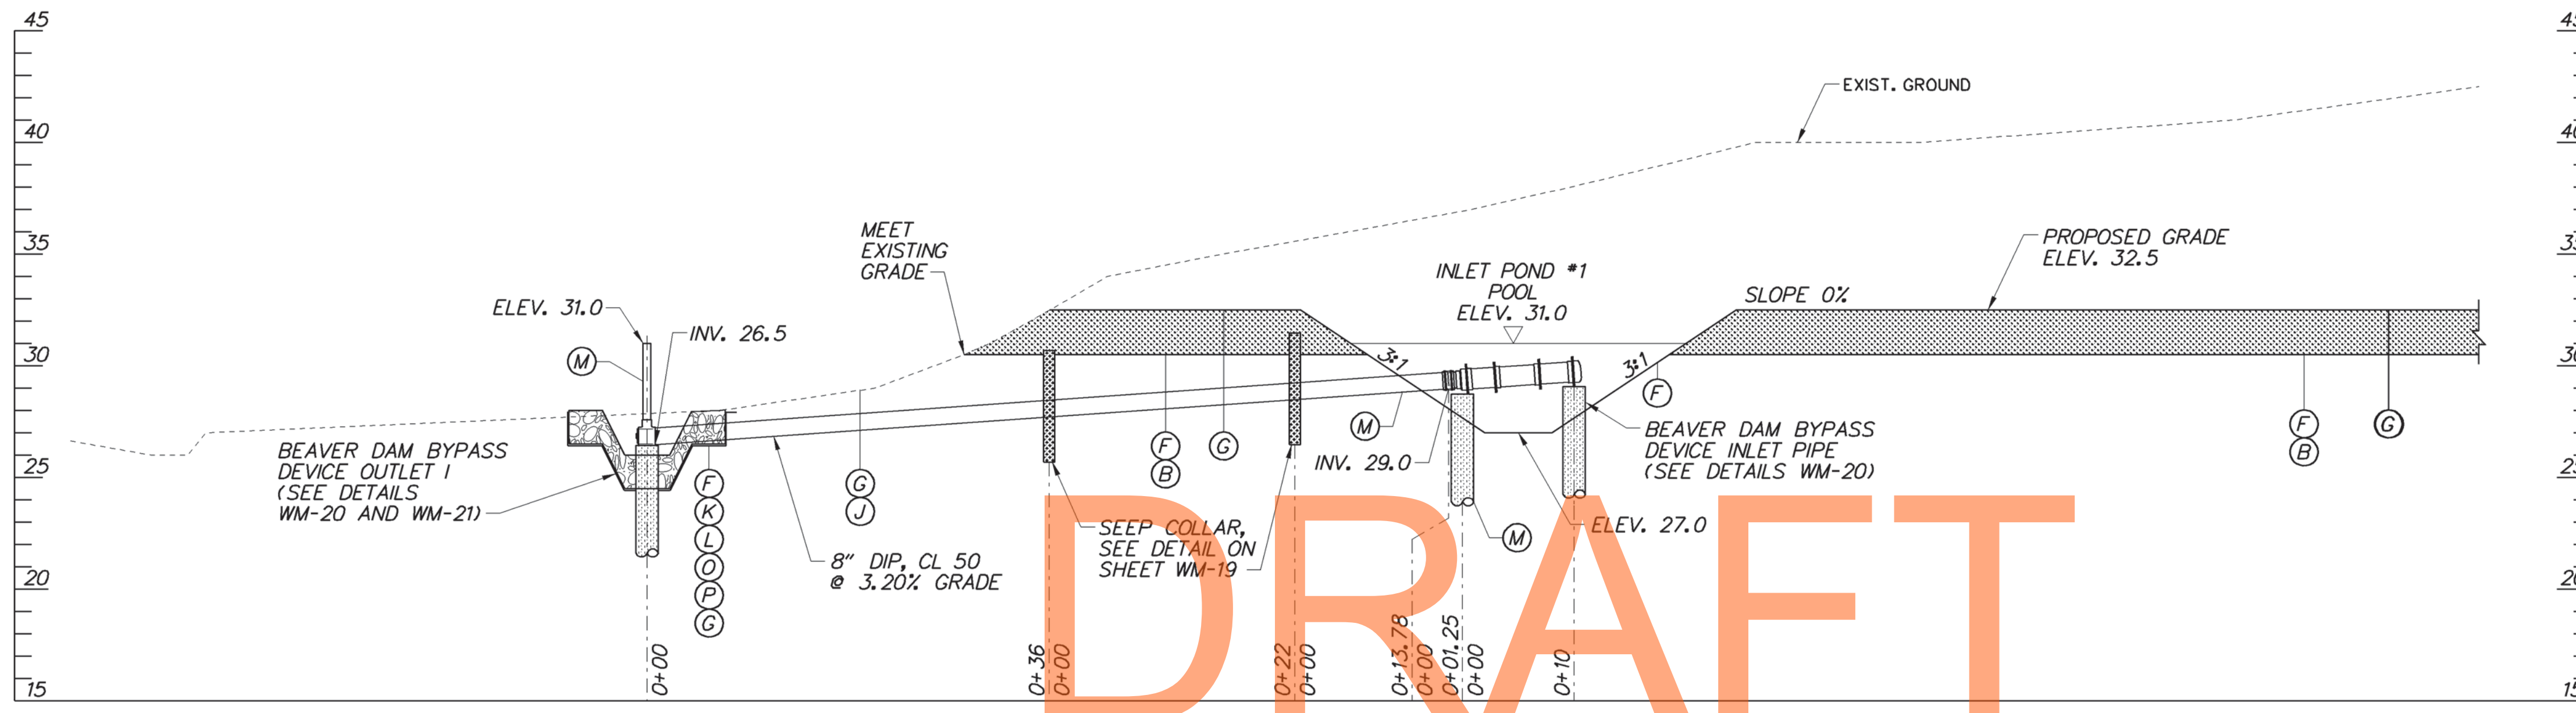 45
40
35
30
25
20
15
EXIST. GROUND
MEET
EXISTING
GRADE
ELEV. 31.0
INV. 26.5
M
BEAVER DAM BYPASS
DEVICE OUTLET 1
(SEE DETAILS
WM-20 AND WM-21)
F
K
L
O
P
G
8" DIP, CL 50
@ 3.20% GRADE
G
J
F
B
G
SEEP COLLAR,
SEE DETAIL ON
SHEET WM-19
INLET POND #1
POOL
ELEV. 31.0
3:1
3:1
M
INV. 29.0
M
F
BEAVER DAM BYPASS
DEVICE INLET PIPE
(SEE DETAILS WM-20)
ELEV. 27.0
SLOPE 0%
PROPOSED GRADE
ELEV. 32.5
F
B
G
0+00
0+36
0+00
0+22
0+00
0+13.78
0+00
0+01.25
0+00
0+10
DRAFT